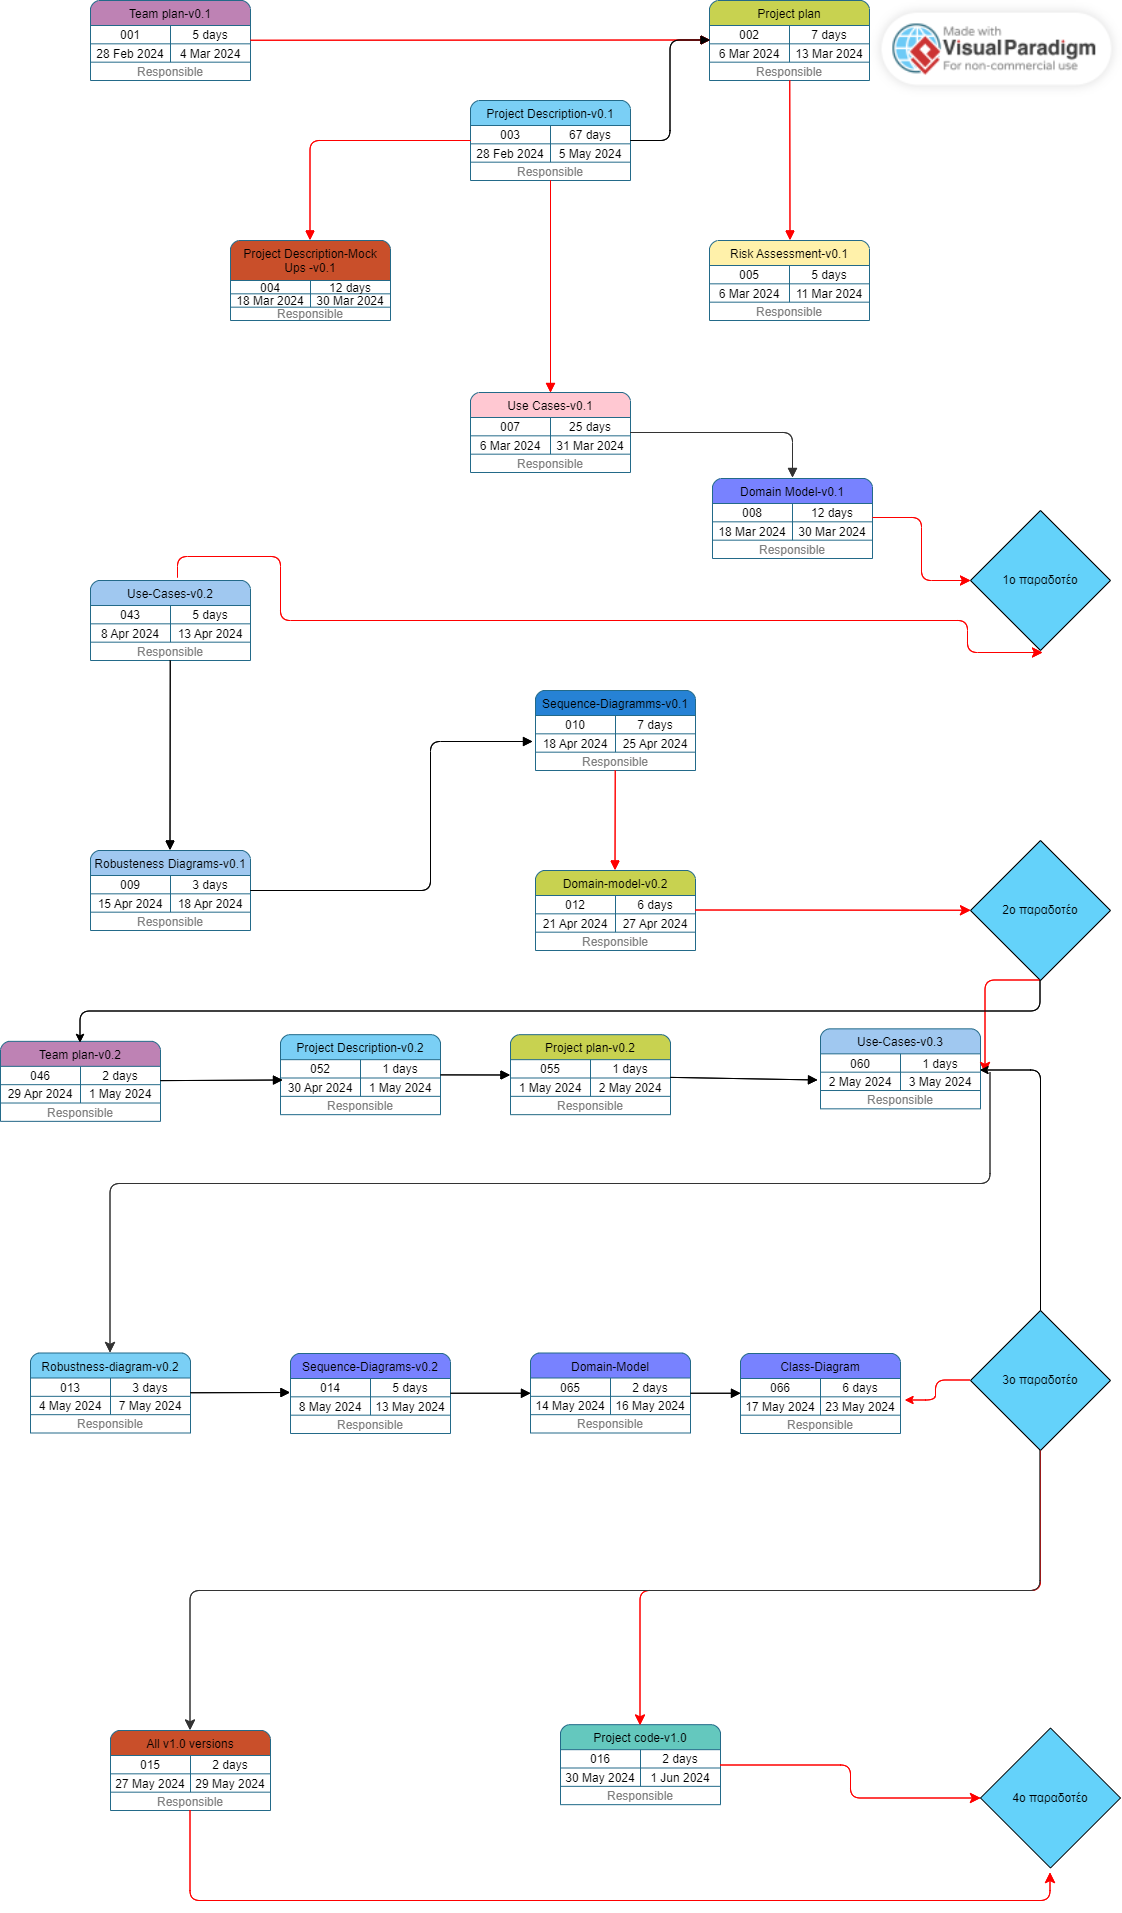 Team plan-v0.1
001 5 days
28 Feb 2024 4 Mar 2024
Responsible
Project plan
002 7 days
6 Mar 2024 13 Mar 2024
Responsible
Made with
Visual Paradigm
For non-commercial use
Project Description-v0.1
003 67 days
28 Feb 2024 5 May 2024
Responsible
Project Description-Mock
Ups -v0.1
004 12 days
18 Mar 2024 30 Mar 2024
Responsible
Risk Assessment-v0.1
005 5 days
6 Mar 2024 11 Mar 2024
Responsible
Use Cases-v0.1
007 25 days
6 Mar 2024 31 Mar 2024
Responsible
Domain Model-v0.1
008 12 days
18 Mar 2024 30 Mar 2024
Responsible
1ο παραδοτέο
Use-Cases-v0.2
043 5 days
8 Apr 2024 13 Apr 2024
Responsible
Sequence-Diagramms-v0.1
010 7 days
18 Apr 2024 25 Apr 2024
Responsible
Robusteness Diagrams-v0.1
009 3 days
15 Apr 2024 18 Apr 2024
Responsible
Domain-model-v0.2
012 6 days
21 Apr 2024 27 Apr 2024
Responsible
2ο παραδοτέο
Team plan-v0.2
046 2 days
29 Apr 2024 1 May 2024
Responsible
Project Description-v0.2
052 1 days
30 Apr 2024 1 May 2024
Responsible
Project plan-v0.2
055 1 days
1 May 2024 2 May 2024
Responsible
Use-Cases-v0.3
060 1 days
2 May 2024 3 May 2024
Responsible
Robustness-diagram-v0.2
013 3 days
4 May 2024 7 May 2024
Responsible
Sequence-Diagrams-v0.2
014 5 days
8 May 2024 13 May 2024
Responsible
Domain-Model
065 2 days
14 May 2024 16 May 2024
Responsible
Class-Diagram
066 6 days
17 May 2024 23 May 2024
Responsible
3ο παραδοτέο
All v1.0 versions
015 2 days
27 May 2024 29 May 2024
Responsible
Project code-v1.0
016 2 days
30 May 2024 1 Jun 2024
Responsible
4ο παραδοτέο